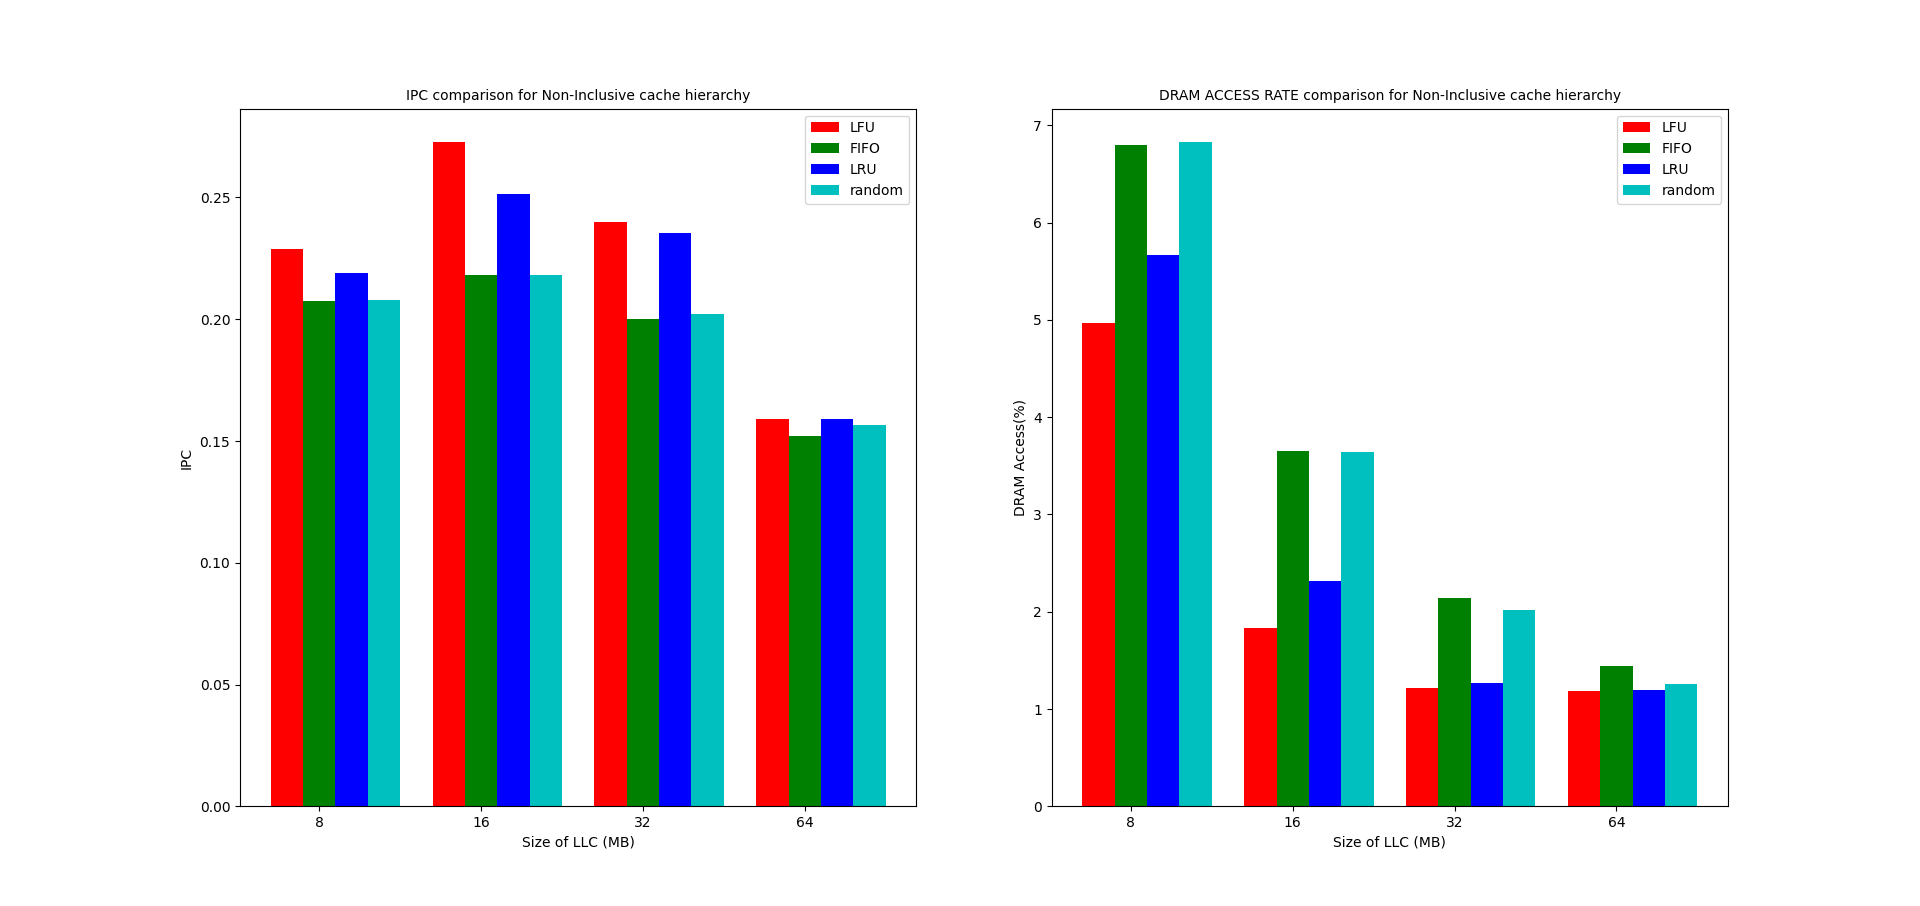 IPC comparison for Non-Inclusive cache hierarchy
LFU
FIFO
LRU
random
0.25
0.20
0.15
0.10
0.05
0.00
IPC
8 16 32 64
Size of LLC (MB)
DRAM ACCESS RATE comparison for Non-Inclusive cache hierarchy
LFU
FIFO
LRU
random
7
6
5
4
3
2
1
0
DRAM Access(%)
8 16 32 64
Size of LLC (MB)